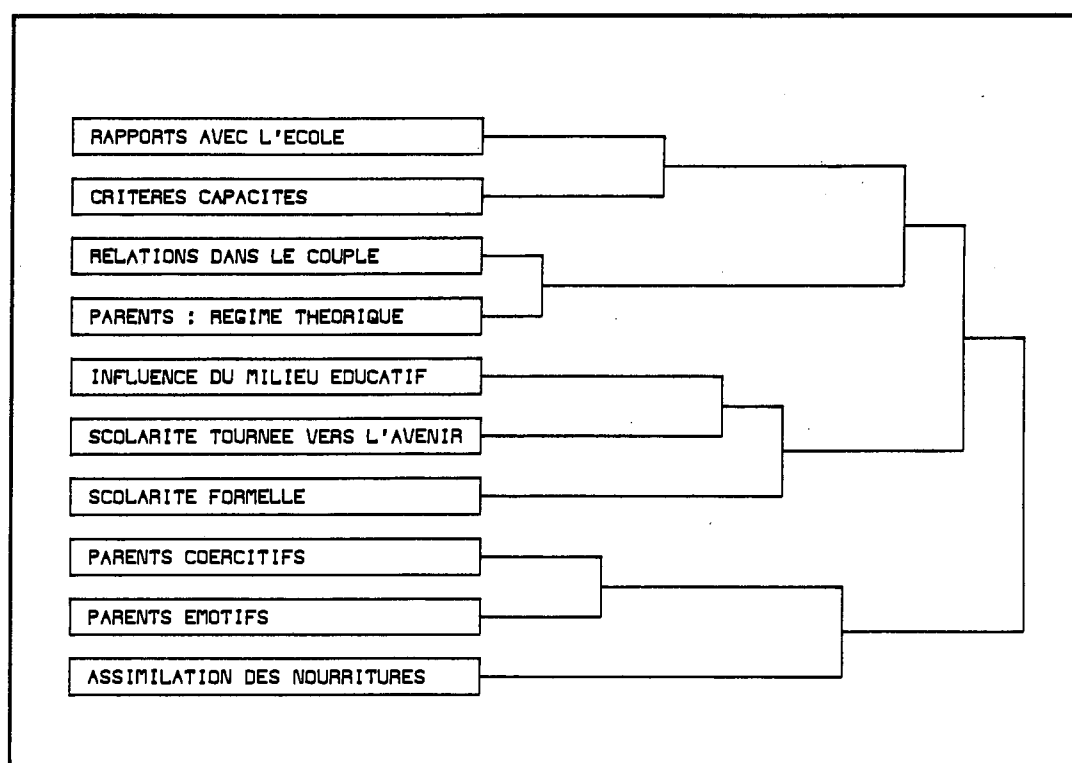 RAPPORTS AVEC L'ECOLE
CRITERES CAPACITES
RELATIONS DANS LE COUPLE
PARENTS : REGIME THEORIQUE
INFLUENCE DU MILIEU EDUCATIF
SCOLARITE TOURNEE VERS L'AVENIR
SCOLARITE FORMELLE
PARENTS COERCITIFS
PARENTS EMOTIFS
ASSIMILATION DES NOURRITURES